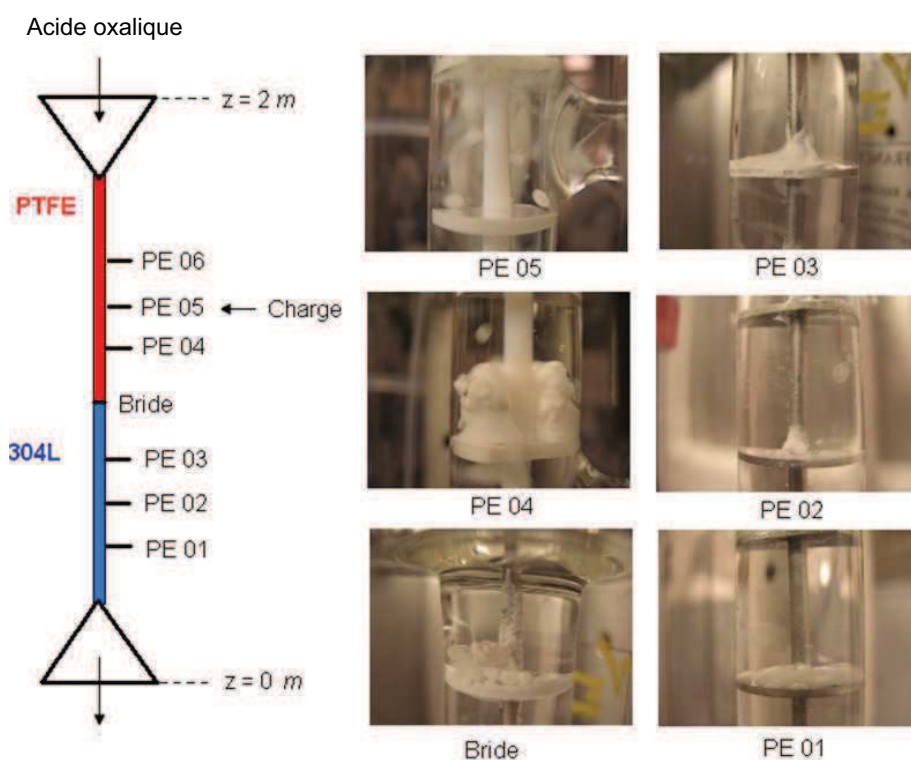 Acide oxalique
z = 2 m
PTFE
PE 06
PE 05
Charge
PE 04
Bride
304L
PE 03
PE 02
PE 01
z = 0 m
PE 05
PE 03
FRAN
PE 04
PE 02
Bride
PE 01